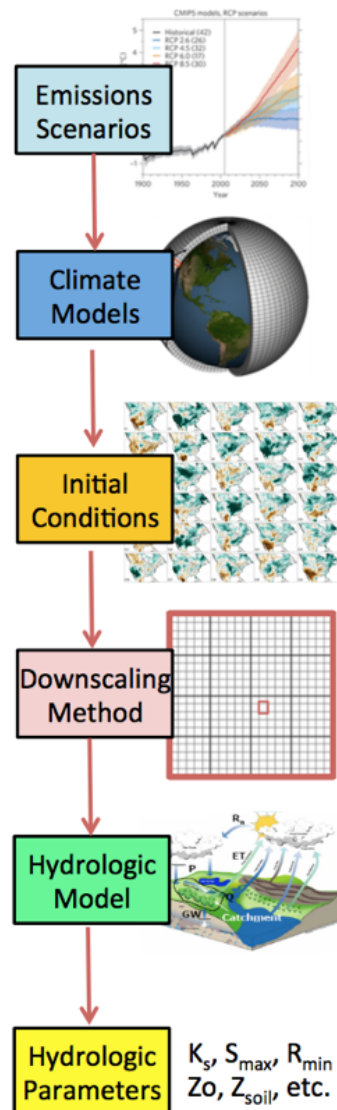 CMIP5 models, RCP scenarios
Historical (42)
RCP 2.6 (26)
RCP 4.5 (32)
RCP 6.0 (17)
RCP 8.5 (30)
5
4
3
2
-1
1900 1950 2000 2050 2100
Year
Emissions
Scenarios
Climate
Models
Initial
Conditions
Downscaling
Method
Hydrologic
Model
Rn
ET
P
Q
GW
Catchment
Hydrologic
Parameters
Ks, Smax, Rmin
Zo, Zsoil, etc.